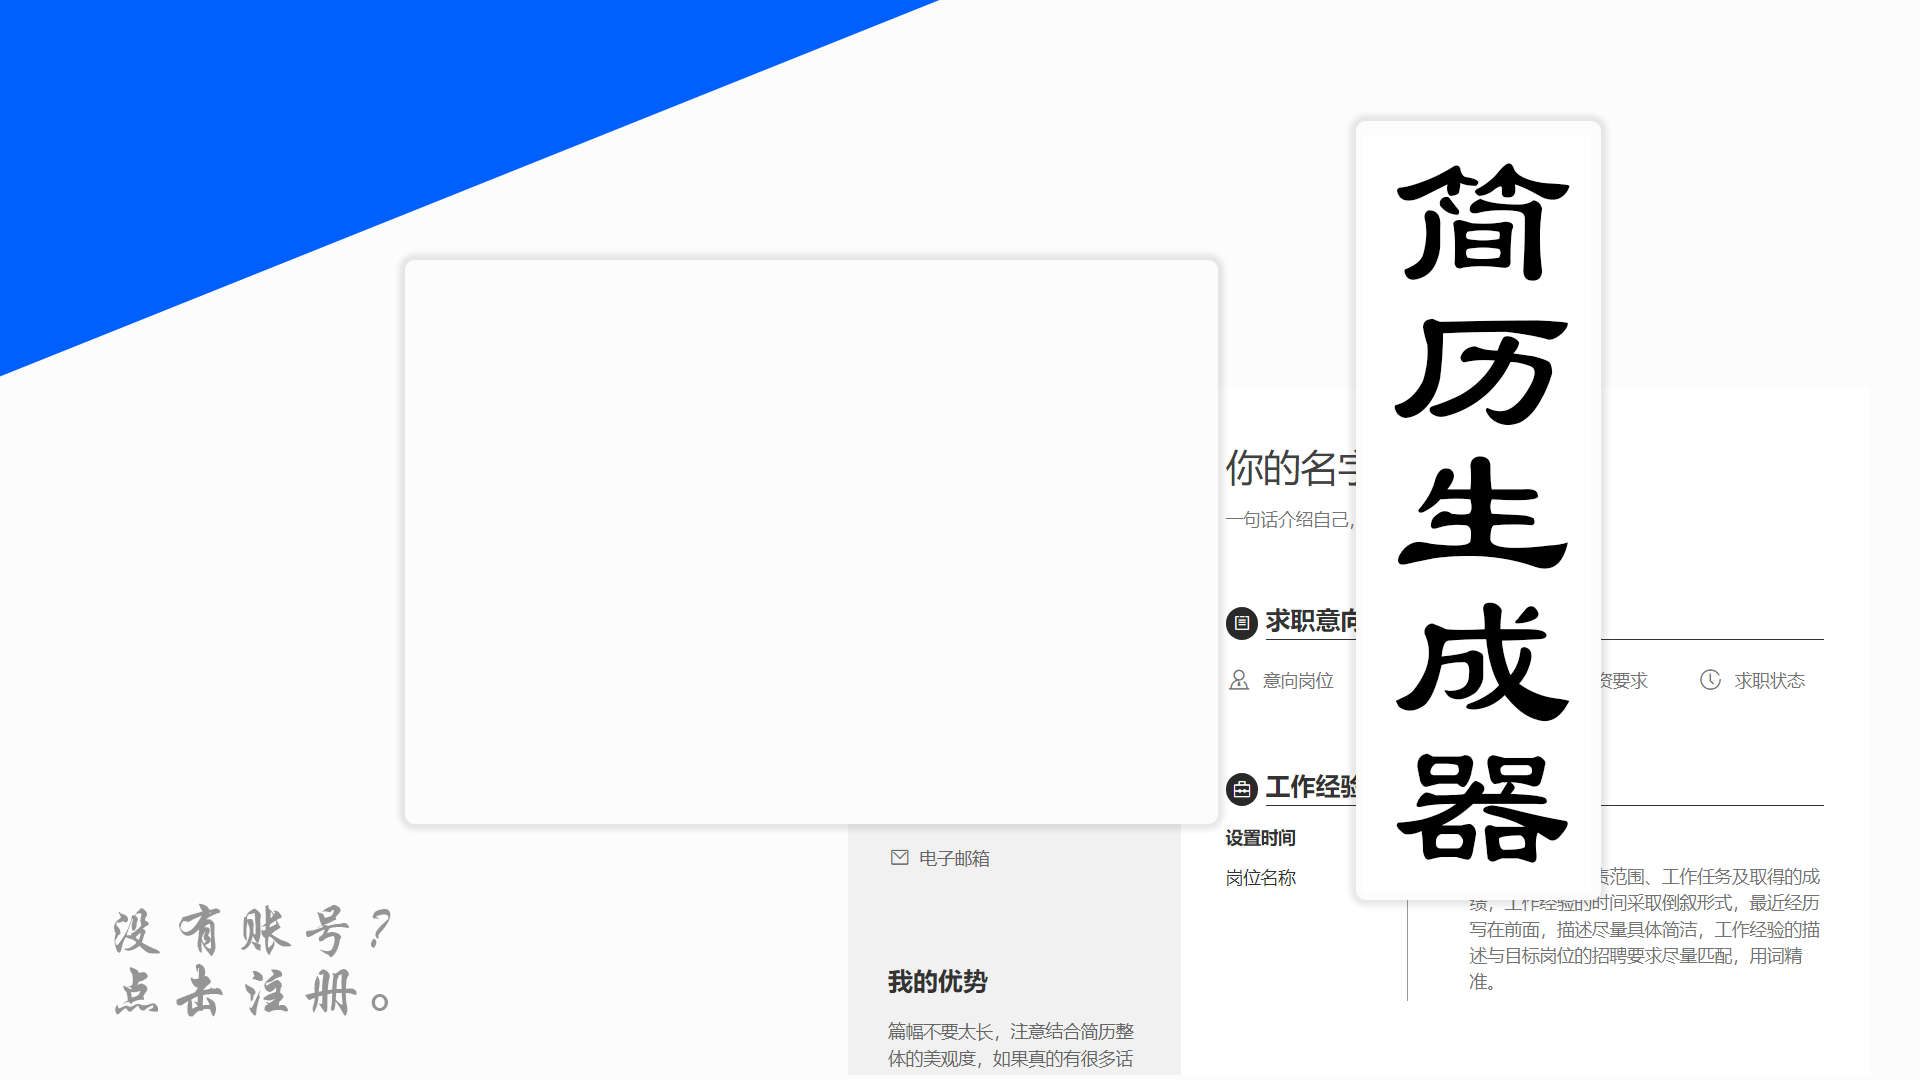 简
历
生
成
器
你的名字
一句话介绍自己，
求职意向
意向岗位
资要求
求职状态
工作经验
设置时间
岗位名称
责范围、工作任务及取得的成
绩，工作经验的时间采取倒叙形式，最近经历
写在前面，描述尽量具体简洁，工作经验的描
述与目标岗位的招聘要求尽量匹配，用词精
准。
电子邮箱
我的优势
篇幅不要太长，注意结合简历整
体的美观度，如果真的有很多话
没有账号？
点击注册。